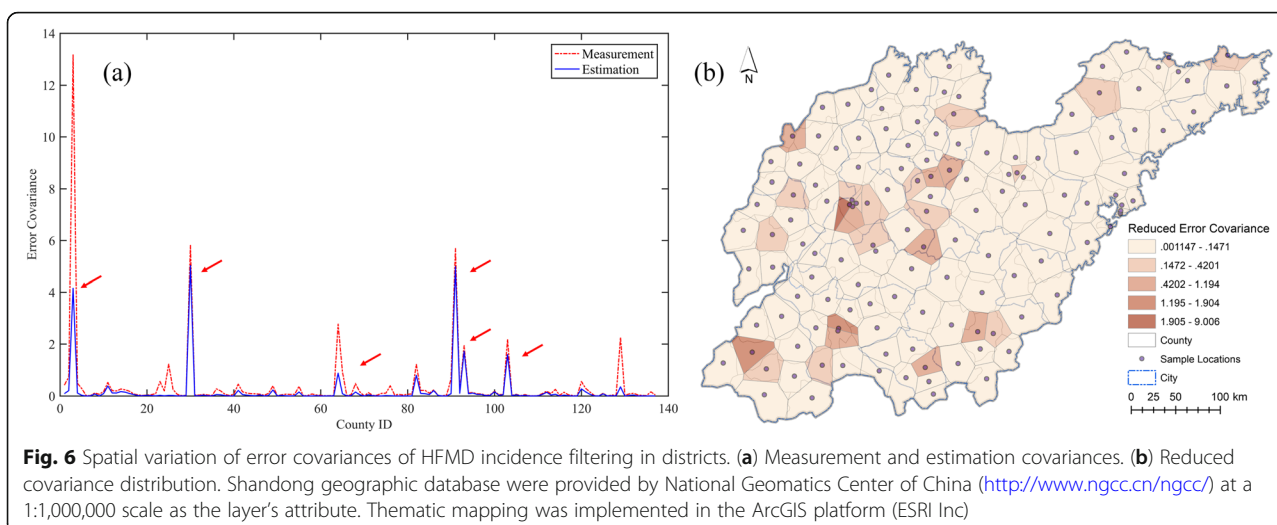 14
12
10
8
6
4
2
0
Error Covariance
(a)
Measurement
Estimation
0 20 40 60 80 100 120 140
County ID
(b)
N
Reduced Error Covariance
.001147 - .1471
.1472 - .4201
.4202 - 1.194
1.195 - 1.904
1.905 - 9.006
County
Sample Locations
City
0 25 50 100 km
Fig. 6 Spatial variation of error covariances of HFMD incidence filtering in districts. (a) Measurement and estimation covariances. (b) Reduced
covariance distribution. Shandong geographic database were provided by National Geomatics Center of China (http://www.ngcc.cn/ngcc/) at a
1:1,000,000 scale as the layer's attribute. Thematic mapping was implemented in the ArcGIS platform (ESRI Inc)